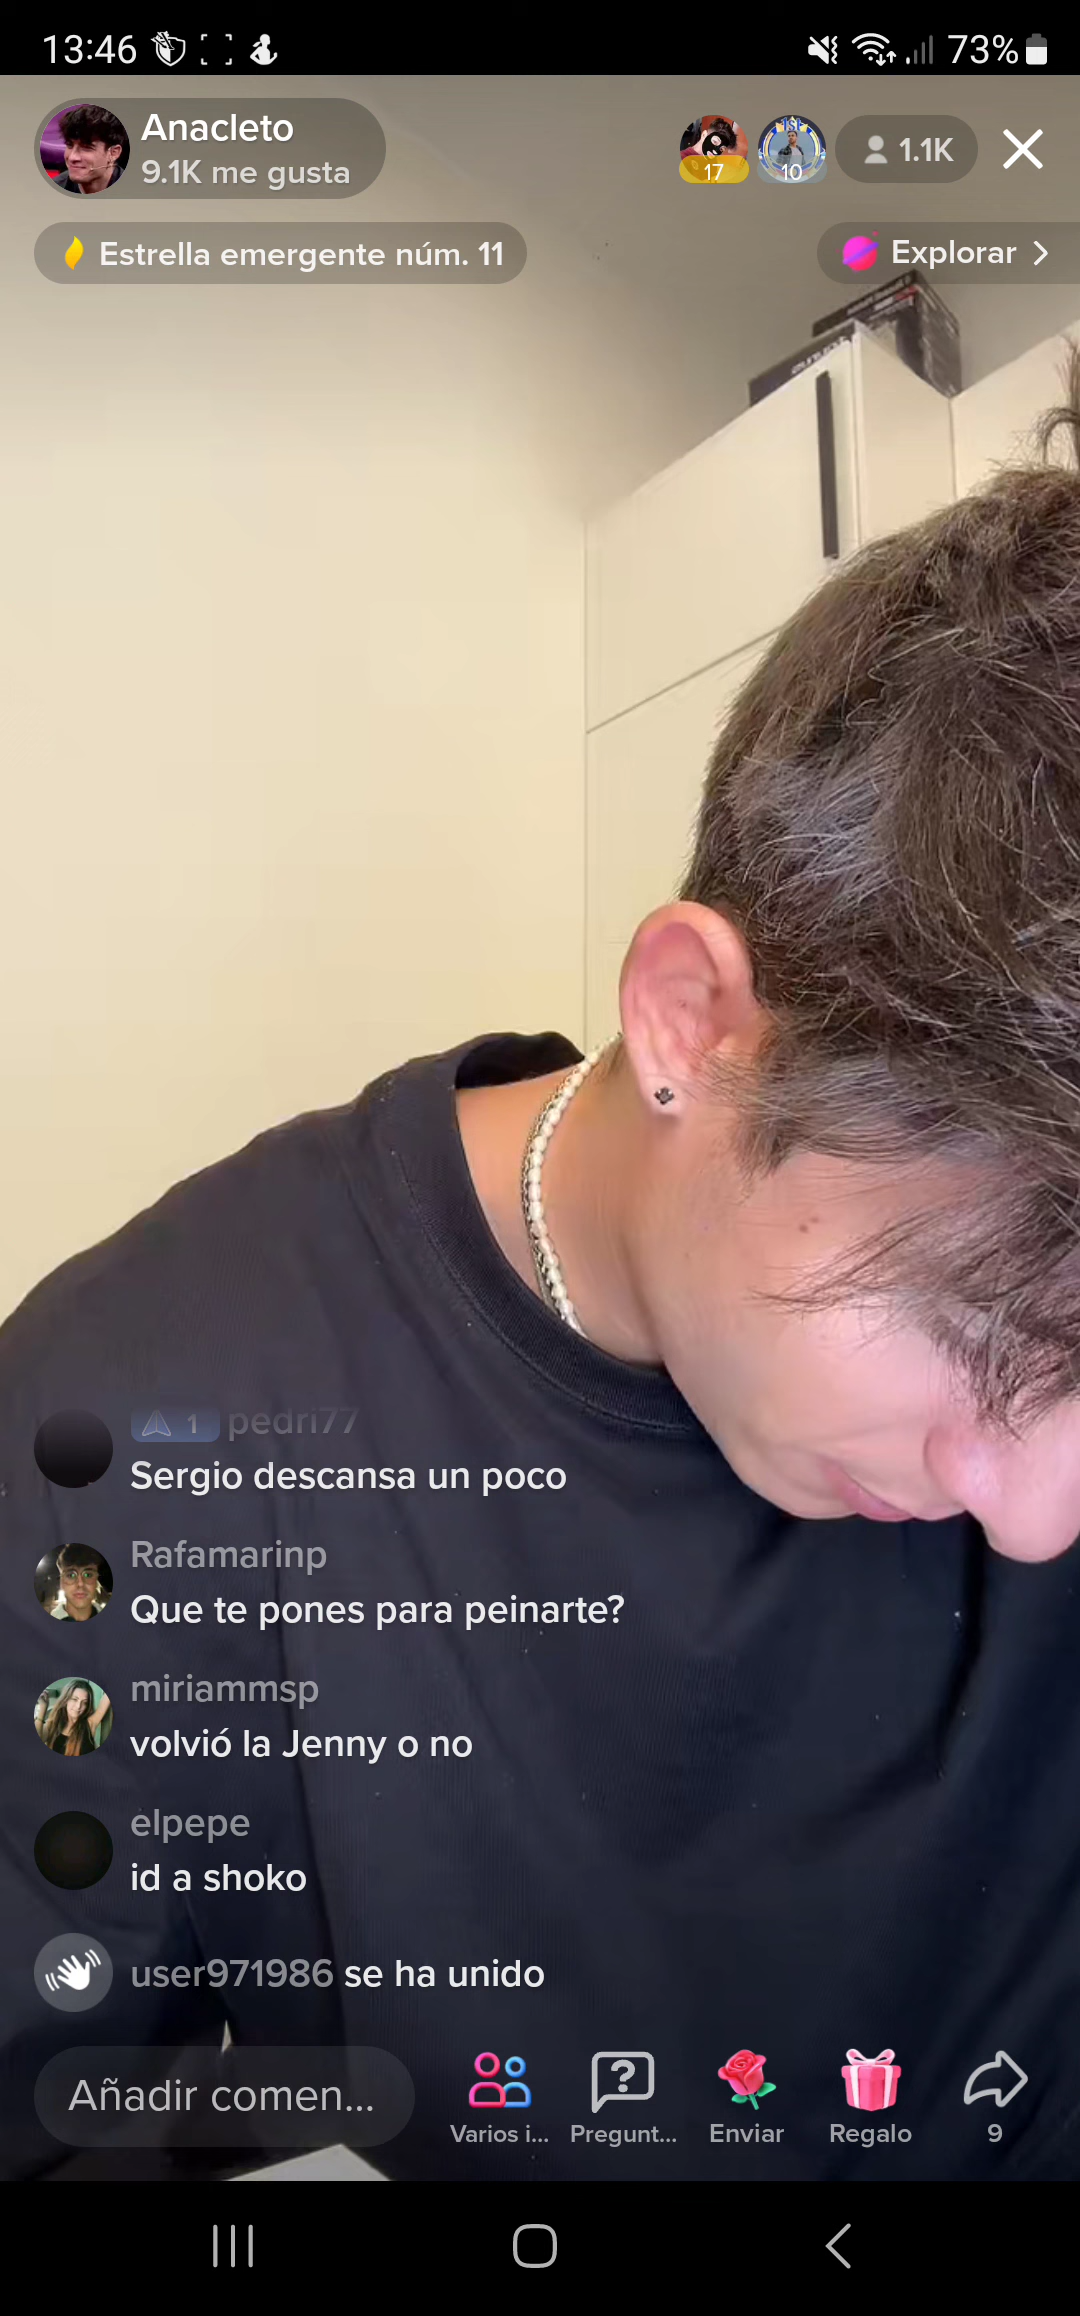 13:46
73%
Anacleto
9.1K me gusta
17
1st
10
1.1K
Estrella emergente núm. 11
Explorar
1 pedri77
Sergio descansa un poco
Rafamarinp
Que te pones para peinarte?
miriammsp
volvió la Jenny o no
elpepe
id a shoko
user971986 se ha unido
Añadir comen...
Varios i...
Pregunt...
Enviar
Regalo
9